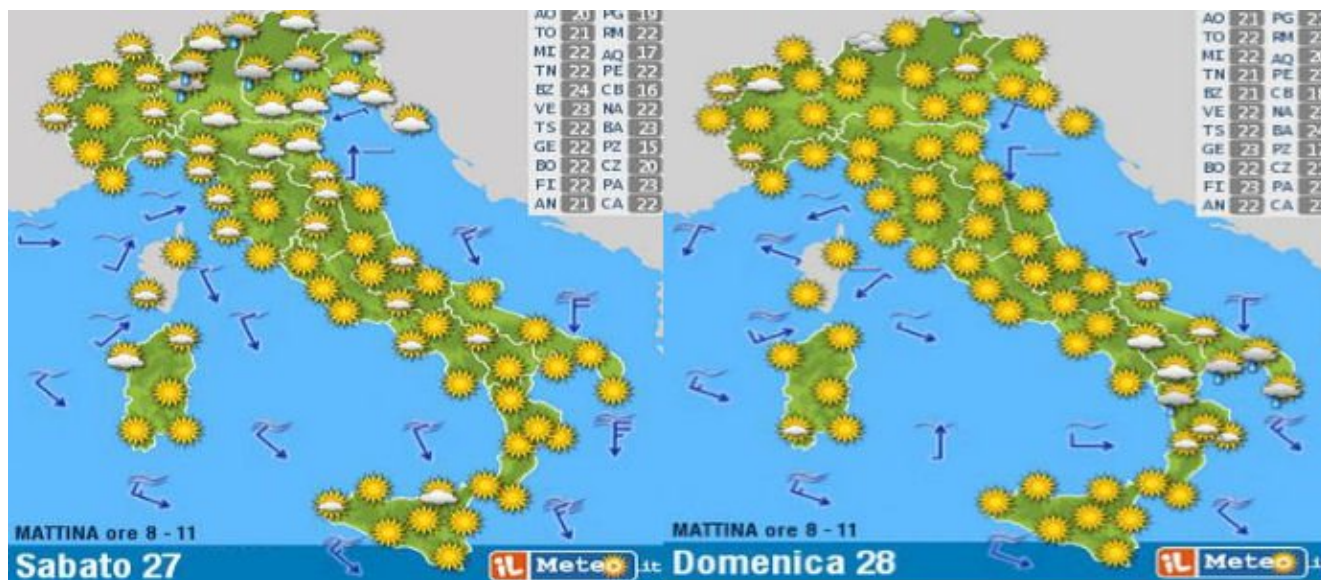 AO 20 PG 19
TO 21 RM 22
MI 22 AQ 17
TN 22 PE 22
BZ 24 CB 16
VE 23 NA 22
TS 22 BA 23
GE 22 PZ 15
BO 22 CZ 20
FI 22 PA 23
AN 21 CA 22
MATTINA ore 8 - 11
Sabato 27
iL Meteo.it
AO 21 PG
TO 22 RM
MI 22 AQ
TN 21 PE
BZ 21 CB
VE 22 NA
TS 22 BA
GE 23 PZ
BO 22 CZ
FI 23 PA
AN 22 CA
MATTINA ore 8 - 11
Domenica 28
iL Meteo.i